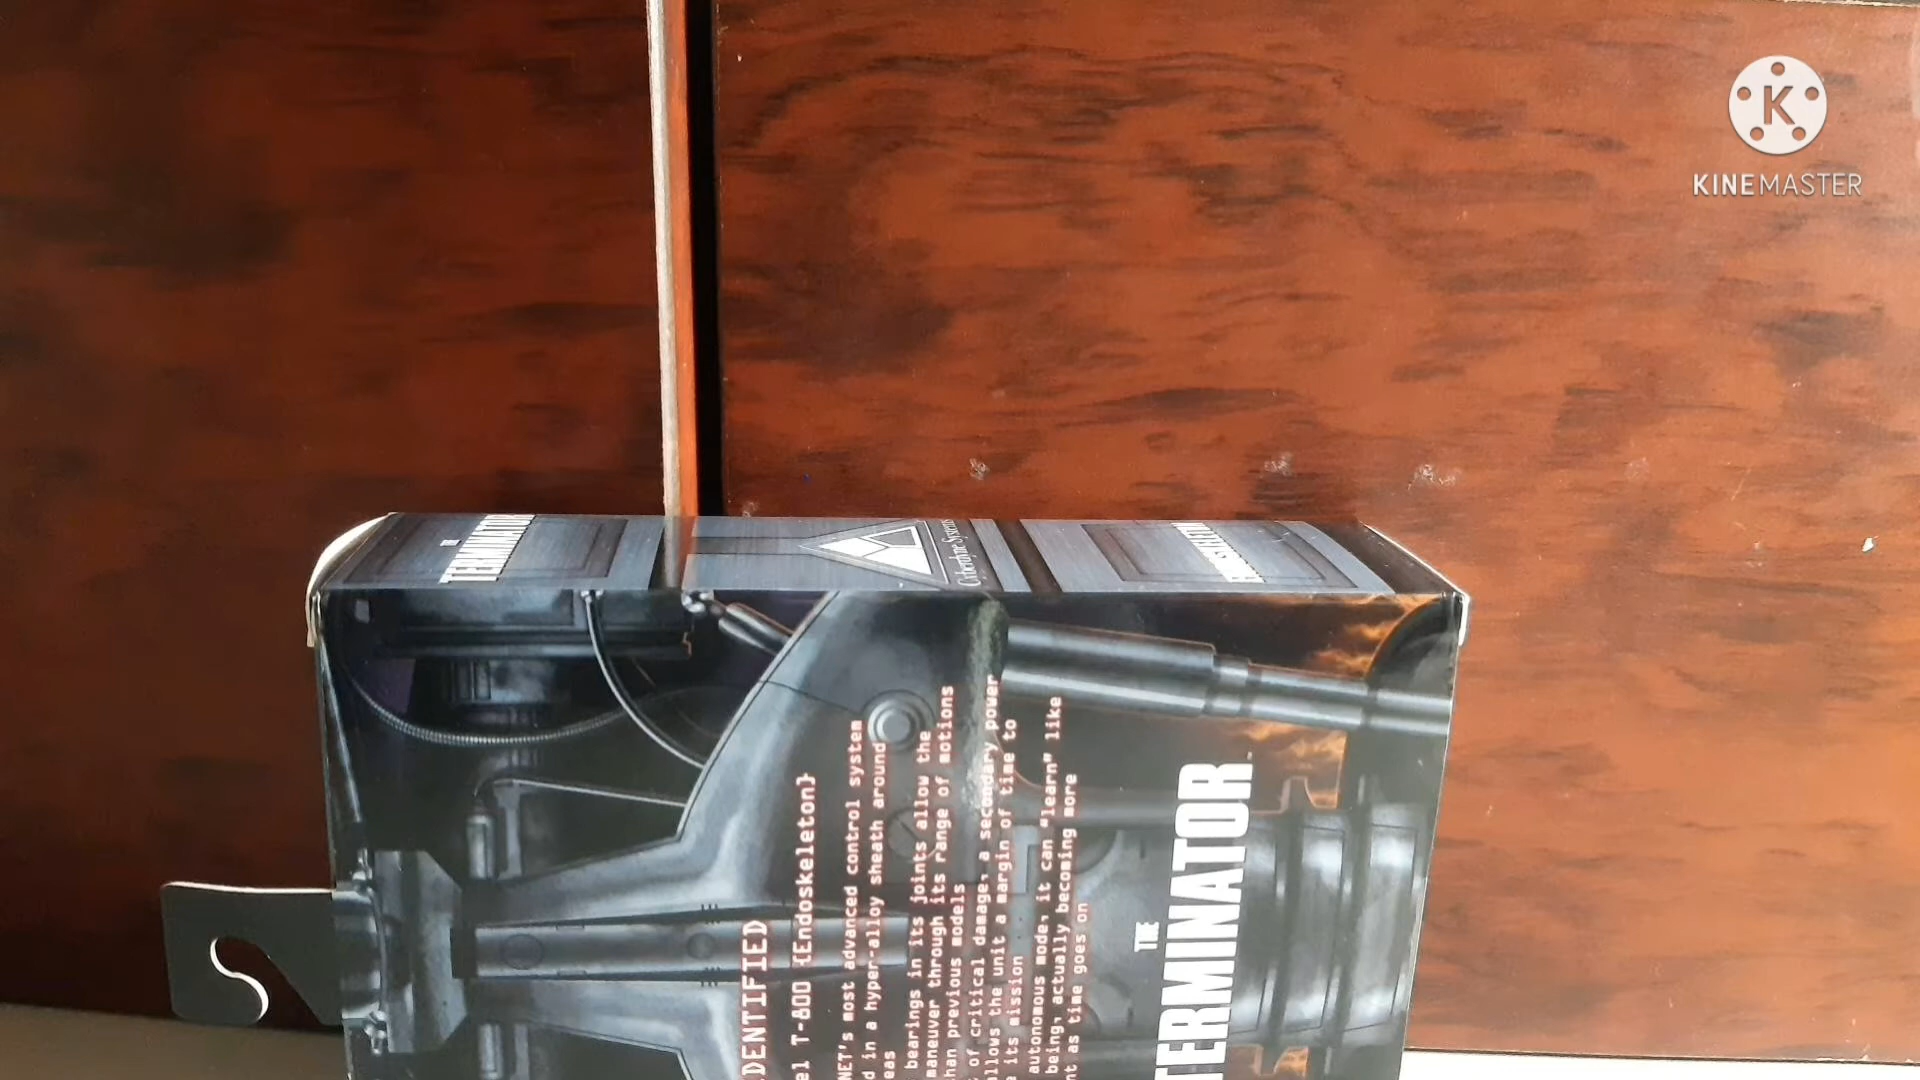 KINEMASTER
THE
TERMINATOR
Cyberdyne Systems
ENDOSKELETON
IDENTIFIED
T-800 {Endoskeleton}
NET's most advanced control system
in a hyper-alloy sheath around
bearings in its joints allow the
maneuver through its range of motions
than previous models
of critical damage, a secondary power
allows the unit a margin of time to
its mission
autonomous mode, it can "learn" like
being, actually becoming more
as time goes on
THE
TERMINATOR